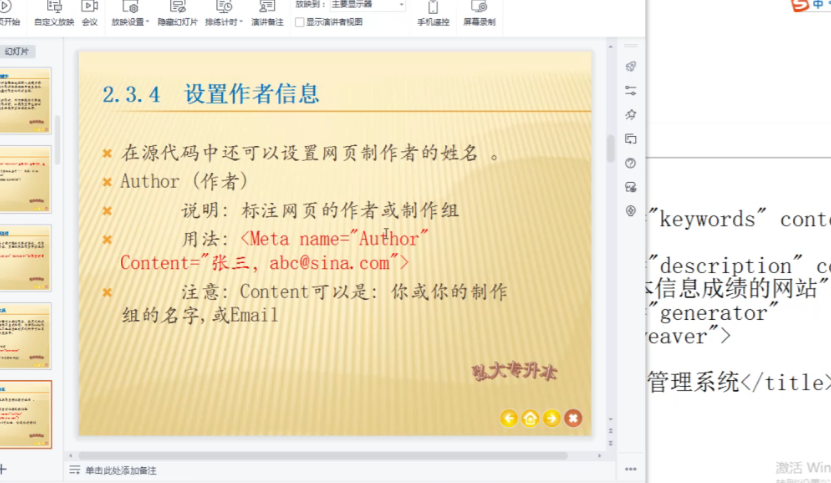 页开始 自定义放映 会议 放映设置 隐藏幻灯片 排练计时 演讲备注
放映到： 主要显示器
显示演讲者视图
手机遥控 屏幕录制
中
幻灯片
2.3.4 设置作者信息
在源代码中还可以设置网页制作者的姓名 。
Author (作者)
说明: 标注网页的作者或制作组
用法: <Meta name="Author"
Content="张三, abc@sina.com">
注意: Content可以是: 你或你的制作
组的名字,或Email
弘大专升本
="keywords" conte
="description" co
本信息成绩的网站"
="generator"
weaver">
管理系统</title>
单击此处添加备注
激活 Win